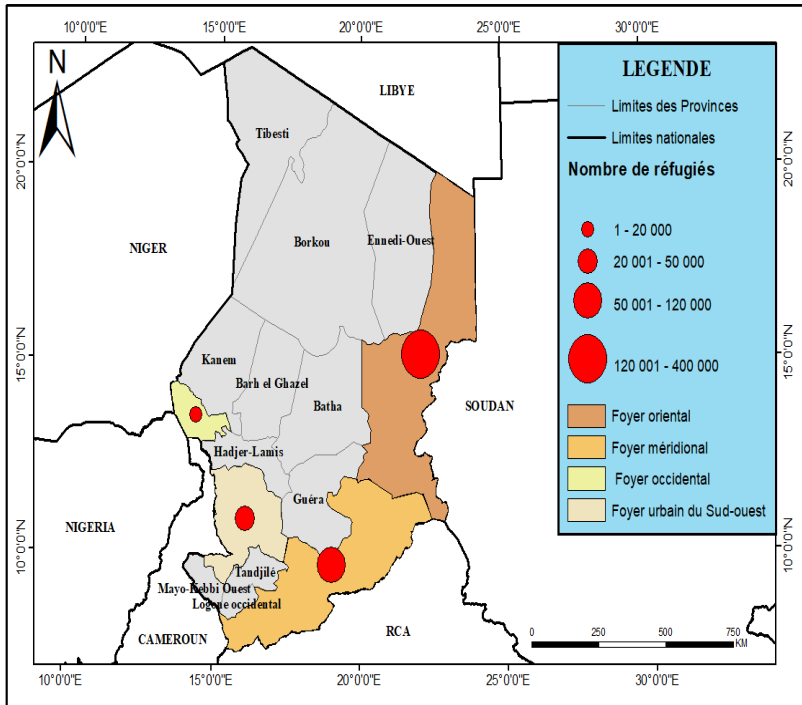 10°0'0"E
15°0'0"E
20°0'0"E
25°0'0"E
30°0'0"E
N
LIBYE
Tibesti
20°0'0"N
20°0'0"N
NIGER
Borkou
Ennedi-Ouest
15°0'0"N
15°0'0"N
Kanem
Barh el Ghazel
Batha
SOUDAN
Hadjer-Lamis
Guéra
NIGERIA
10°0'0"N
10°0'0"N
Tandjilé
Mayo-Kebbi Ouest
Logone occidental
CAMEROUN
RCA
LEGENDE
Limites des Provinces
Limites nationales
Nombre de réfugiés
1 - 20 000
20 001 - 50 000
50 001 - 120 000
120 001 - 400 000
Foyer oriental
Foyer méridional
Foyer occidental
Foyer urbain du Sud-ouest
0 250 500 750
KM
10°0'0"E
15°0'0"E
20°0'0"E
25°0'0"E
30°0'0"E